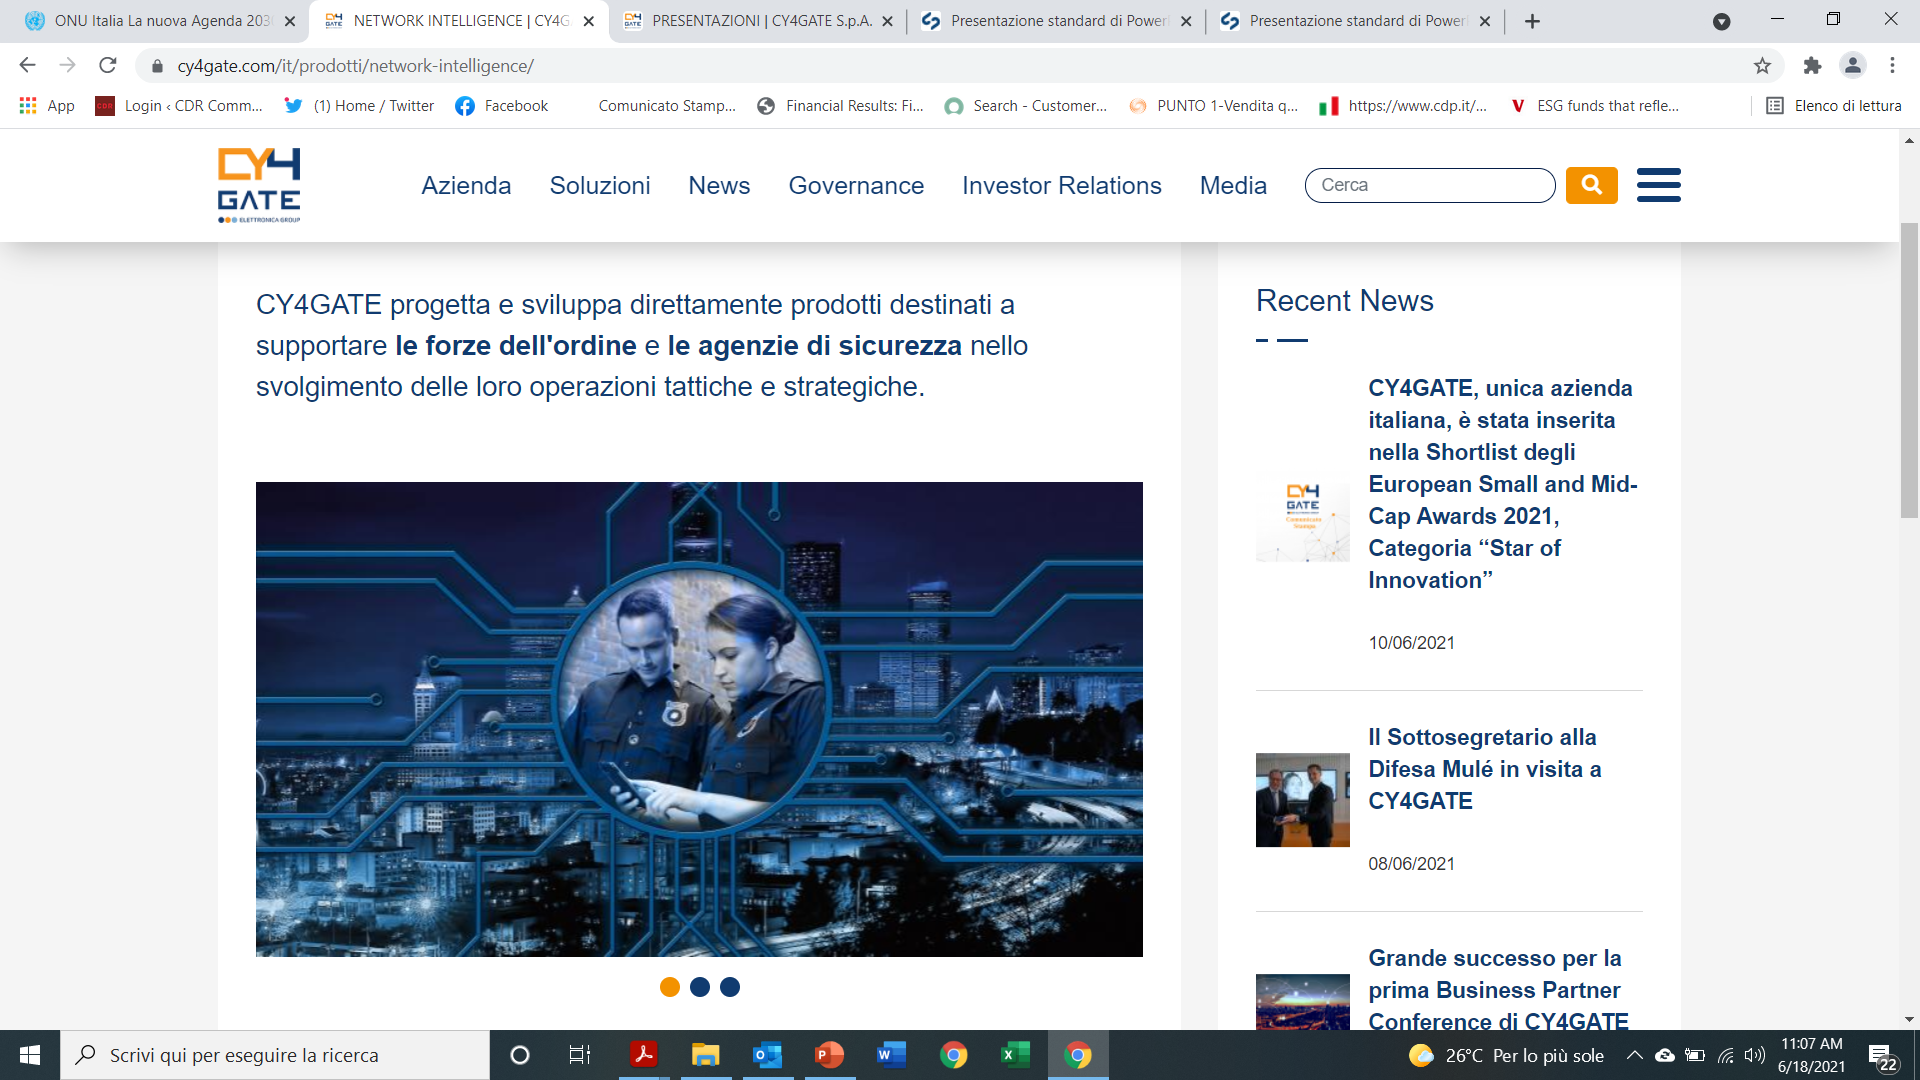 ONU Italia La nuova Agenda 203
NETWORK INTELLIGENCE | CY4G
PRESENTAZIONI | CY4GATE S.p.A.
Presentazione standard di Power
Presentazione standard di Power
cy4gate.com/it/prodotti/network-intelligence/
App
Login ‹ CDR Comm...
(1) Home / Twitter
Facebook
Comunicato Stamp...
Financial Results: Fi...
Search - Customer...
PUNTO 1-Vendita q...
https://www.cdp.it/...
ESG funds that refle...
Elenco di lettura
CY4
GATE
ELETTRONICA GROUP
Azienda
Soluzioni
News
Governance
Investor Relations
Media
Cerca
CY4GATE progetta e sviluppa direttamente prodotti destinati a
supportare le forze dell'ordine e le agenzie di sicurezza nello
svolgimento delle loro operazioni tattiche e strategiche.
Recent News
CY4GATE, unica azienda
italiana, è stata inserita
nella Shortlist degli
European Small and Mid-
Cap Awards 2021,
Categoria “Star of
Innovation”
CY4
GATE
Comunicato
Stampa
10/06/2021
Il Sottosegretario alla
Difesa Mulé in visita a
CY4GATE
08/06/2021
Grande successo per la
prima Business Partner
Conference di CY4GATE
Scrivi qui per eseguire la ricerca
26°C Per lo più sole
11:07 AM
6/18/2021
22